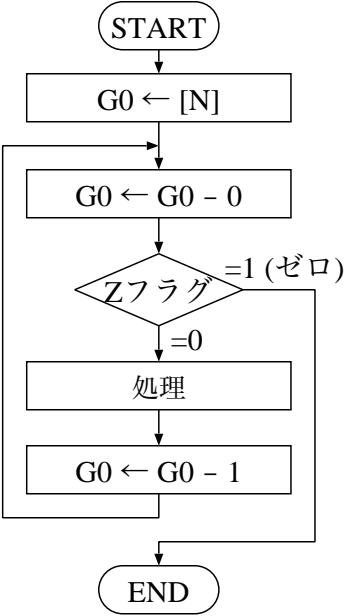 START
G0 ← [N]
G0 ← G0 - 0
Zフラグ
=1 (ゼロ)
=0
処理
G0 ← G0 - 1
END